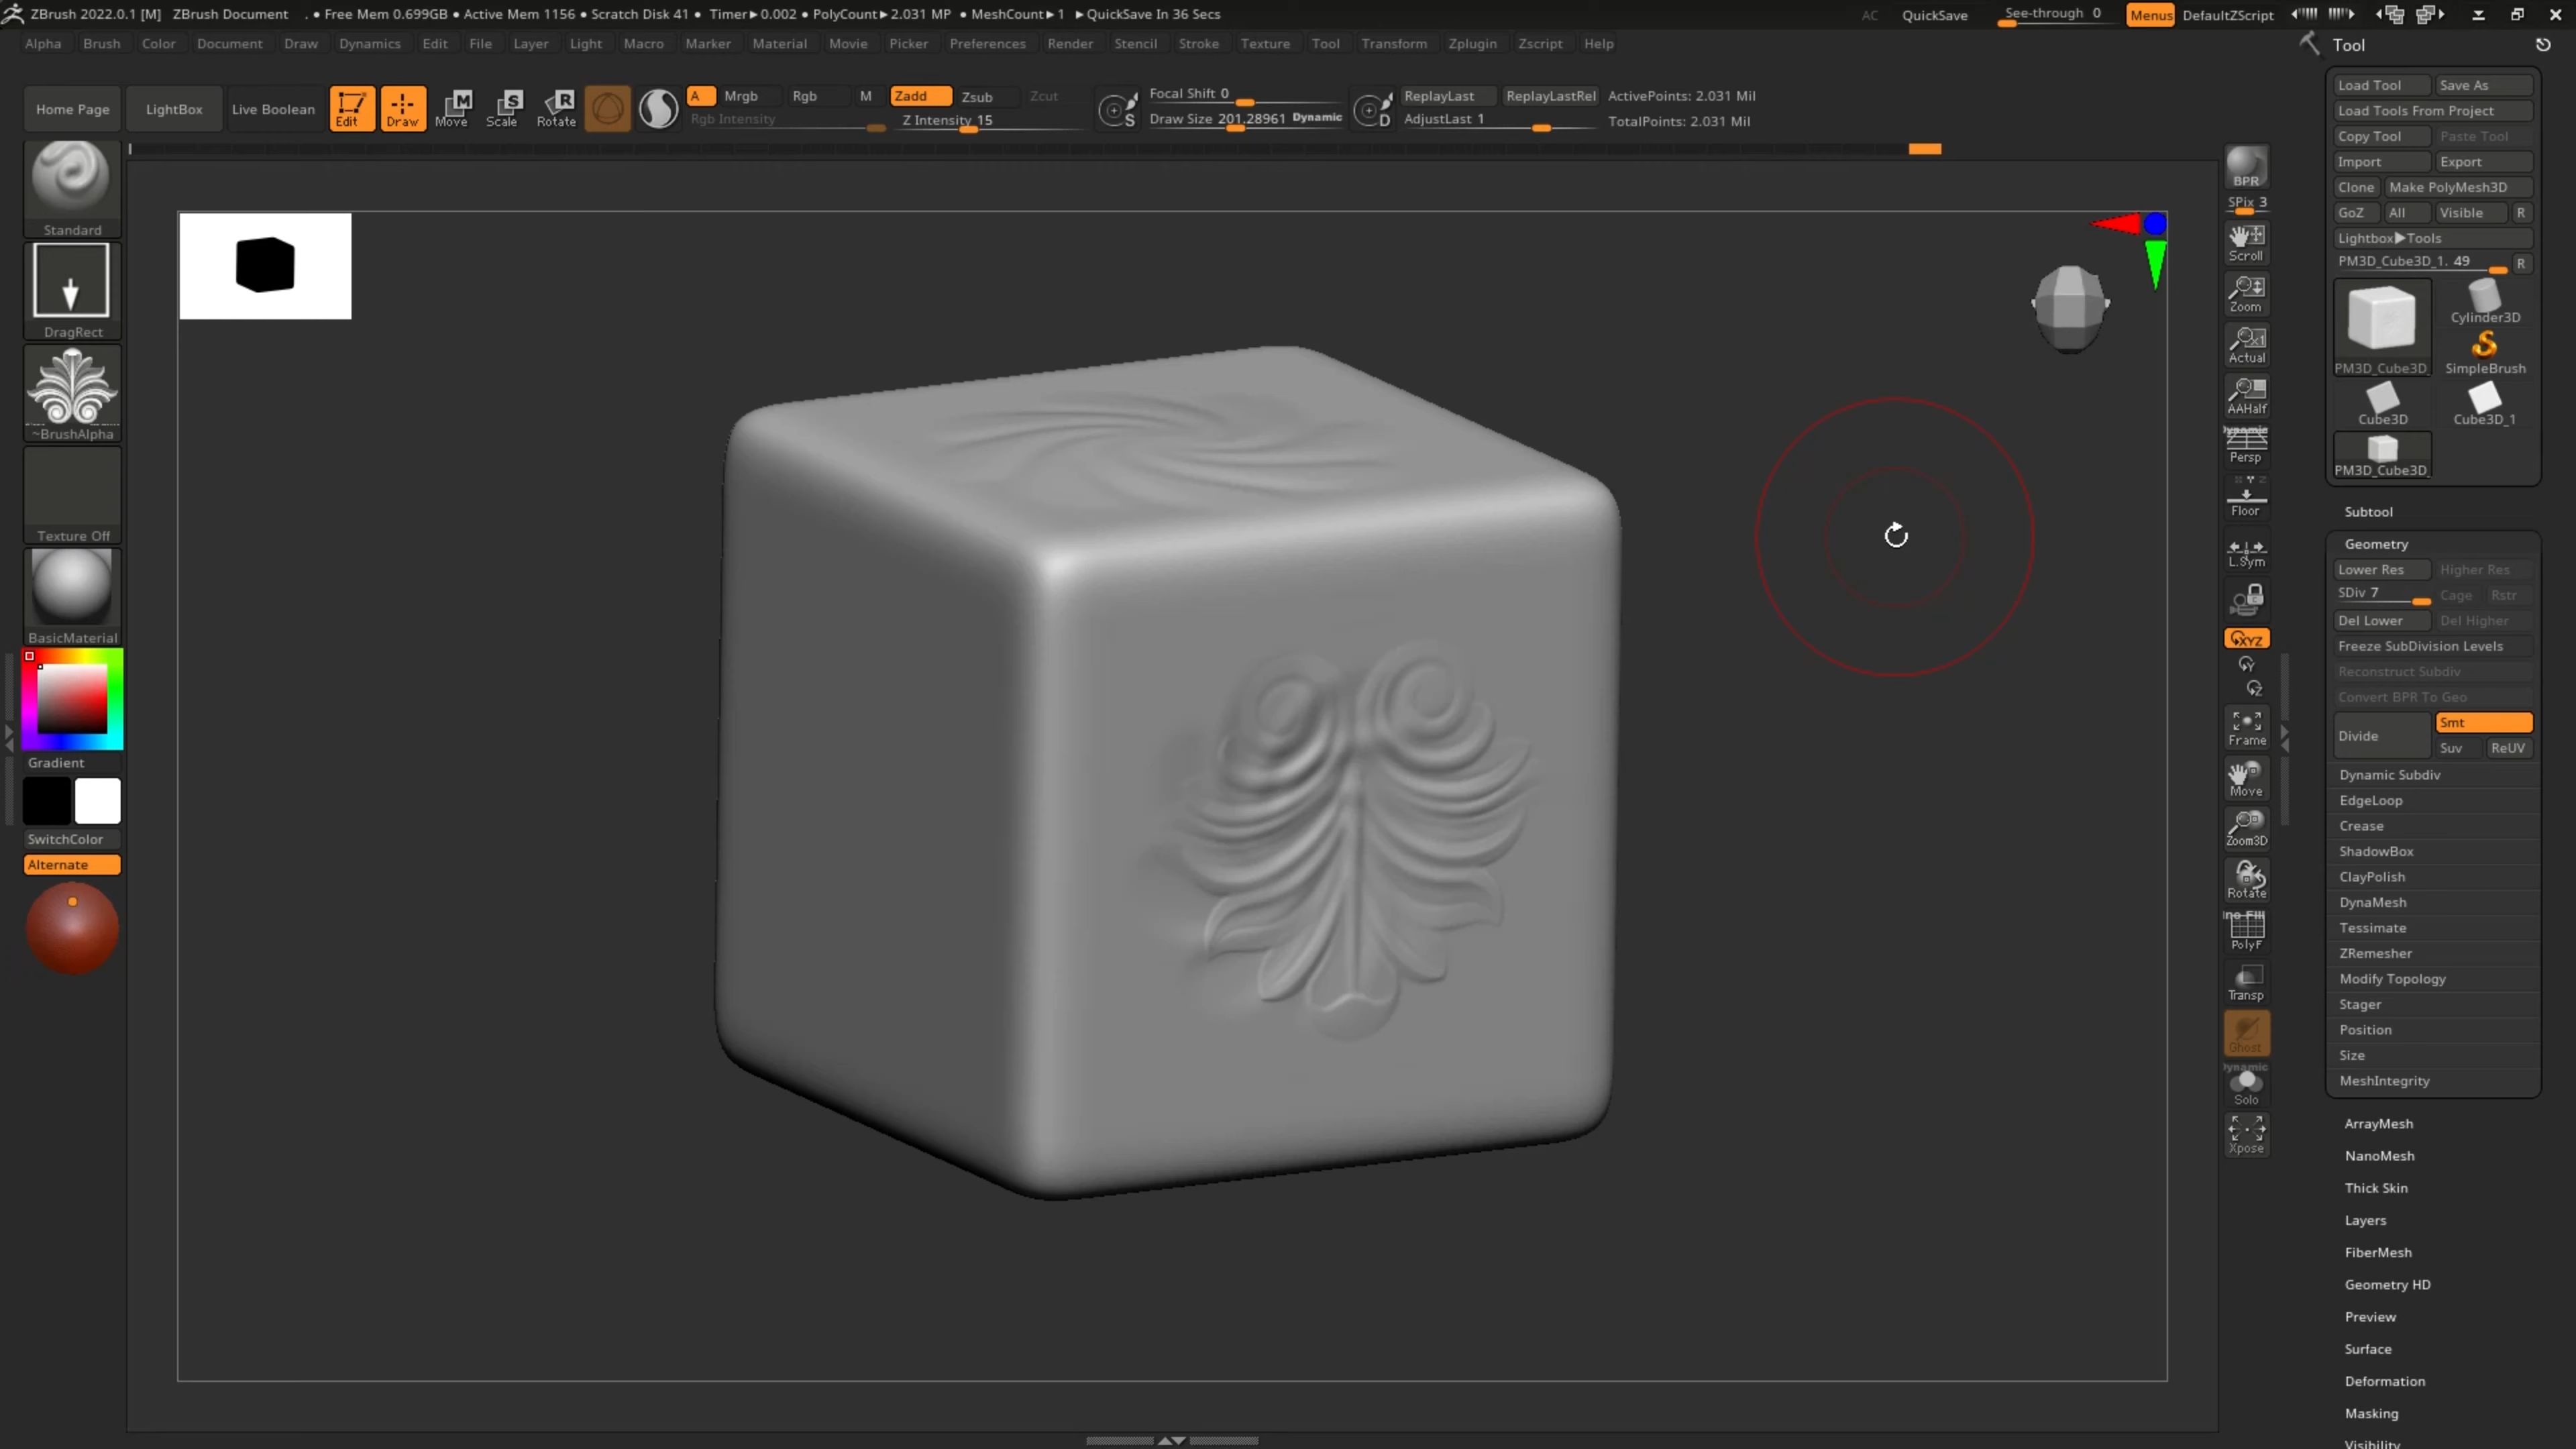 ZBrush 2022.0.1 [M] ZBrush Document . • Free Mem 0.699GB • Active Mem 1156 • Scratch Disk 41 • Timer▶0.002 • PolyCount▶2.031 MP • MeshCount▶1 ▶QuickSave In 36 Secs AC QuickSave See-through 0 Menus DefaultZScript
Alpha Brush Color Document Draw Dynamics Edit File Layer Light Macro Marker Material Movie Picker Preferences Render Stencil Stroke Texture Tool Transform Zplugin Zscript Help
Tool
Home Page LightBox Live Boolean Edit Draw Move Scale Rotate
M S R
A Mrgb Rgb M Zadd Zsub Zcut
Rgb Intensity Z Intensity 15
S Focal Shift 0
Draw Size 201.28961 Dynamic
D ReplayLast ReplayLastRel ActivePoints: 2.031 Mil
AdjustLast 1 TotalPoints: 2.031 Mil
Standard
DragRect
~BrushAlpha
Texture Off
BasicMaterial
Gradient
SwitchColor
Alternate
BPR
SPix 3
Scroll
Zoom
Actual
AAHalf
Dynamic
Persp
Floor
L.Sym
XYZ
Y
Z
Frame
Move
Zoom3D
Rotate
PolyF
Transp
Ghost
Dynamic
Solo
Xpose
Load Tool Save As
Load Tools From Project
Copy Tool Paste Tool
Import Export
Clone Make PolyMesh3D
GoZ All Visible R
Lightbox▶Tools
PM3D_Cube3D_1. 49 R
PM3D_Cube3D_ Cylinder3D
SimpleBrush
Cube3D Cube3D_1
PM3D_Cube3D_
Subtool
Geometry
Lower Res Higher Res
SDiv 7 Cage Rstr
Del Lower Del Higher
Freeze SubDivision Levels
Reconstruct Subdiv
Convert BPR To Geo
Divide Smt
Suv ReUV
Dynamic Subdiv
EdgeLoop
Crease
ShadowBox
ClayPolish
DynaMesh
Tessimate
ZRemesher
Modify Topology
Stager
Position
Size
MeshIntegrity
ArrayMesh
NanoMesh
Thick Skin
Layers
FiberMesh
Geometry HD
Preview
Surface
Deformation
Masking
Visibility